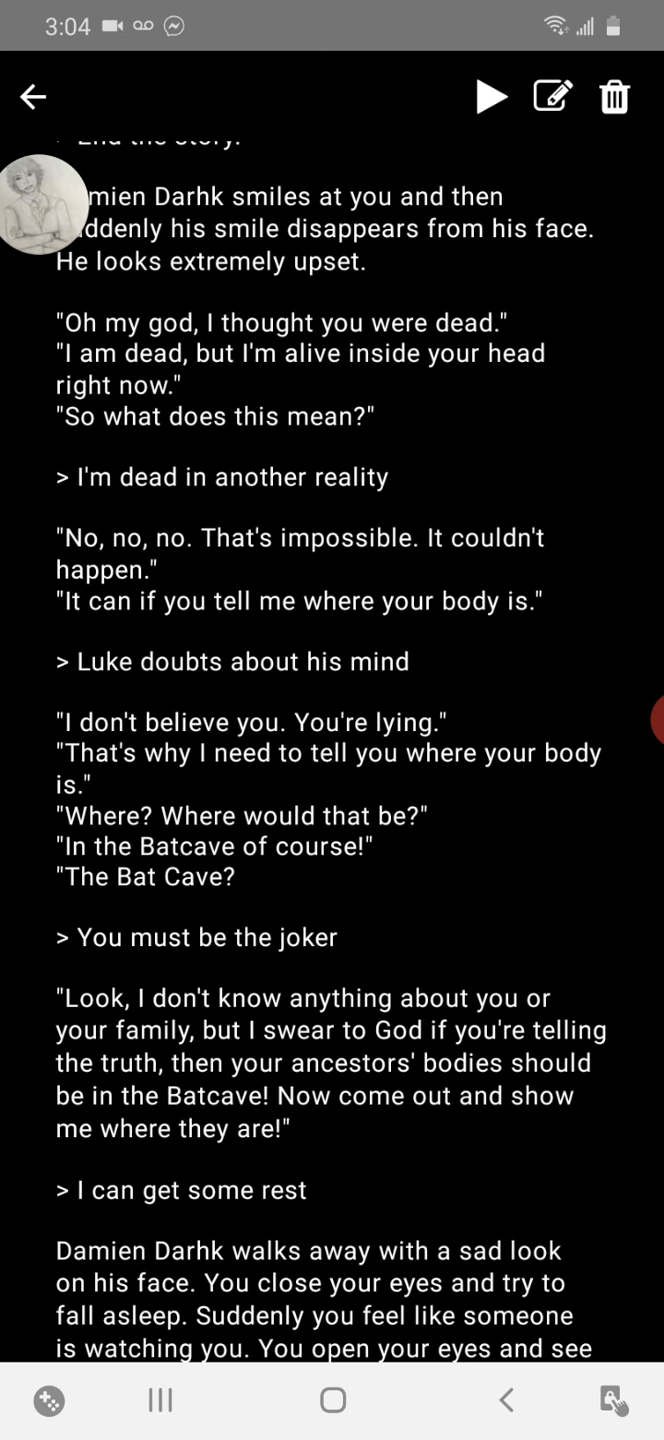 3:04
> End the story.
mien Darhk smiles at you and then
ddenly his smile disappears from his face.
He looks extremely upset.
"Oh my god, I thought you were dead."
"I am dead, but I'm alive inside your head
right now."
"So what does this mean?"
> I'm dead in another reality
"No, no, no. That's impossible. It couldn't
happen."
"It can if you tell me where your body is."
> Luke doubts about his mind
"I don't believe you. You're lying."
"That's why I need to tell you where your body
is."
"Where? Where would that be?"
"In the Batcave of course!"
"The Bat Cave?
> You must be the joker
"Look, I don't know anything about you or
your family, but I swear to God if you're telling
the truth, then your ancestors' bodies should
be in the Batcave! Now come out and show
me where they are!"
> I can get some rest
Damien Darhk walks away with a sad look
on his face. You close your eyes and try to
fall asleep. Suddenly you feel like someone
is watching you. You open your eyes and see